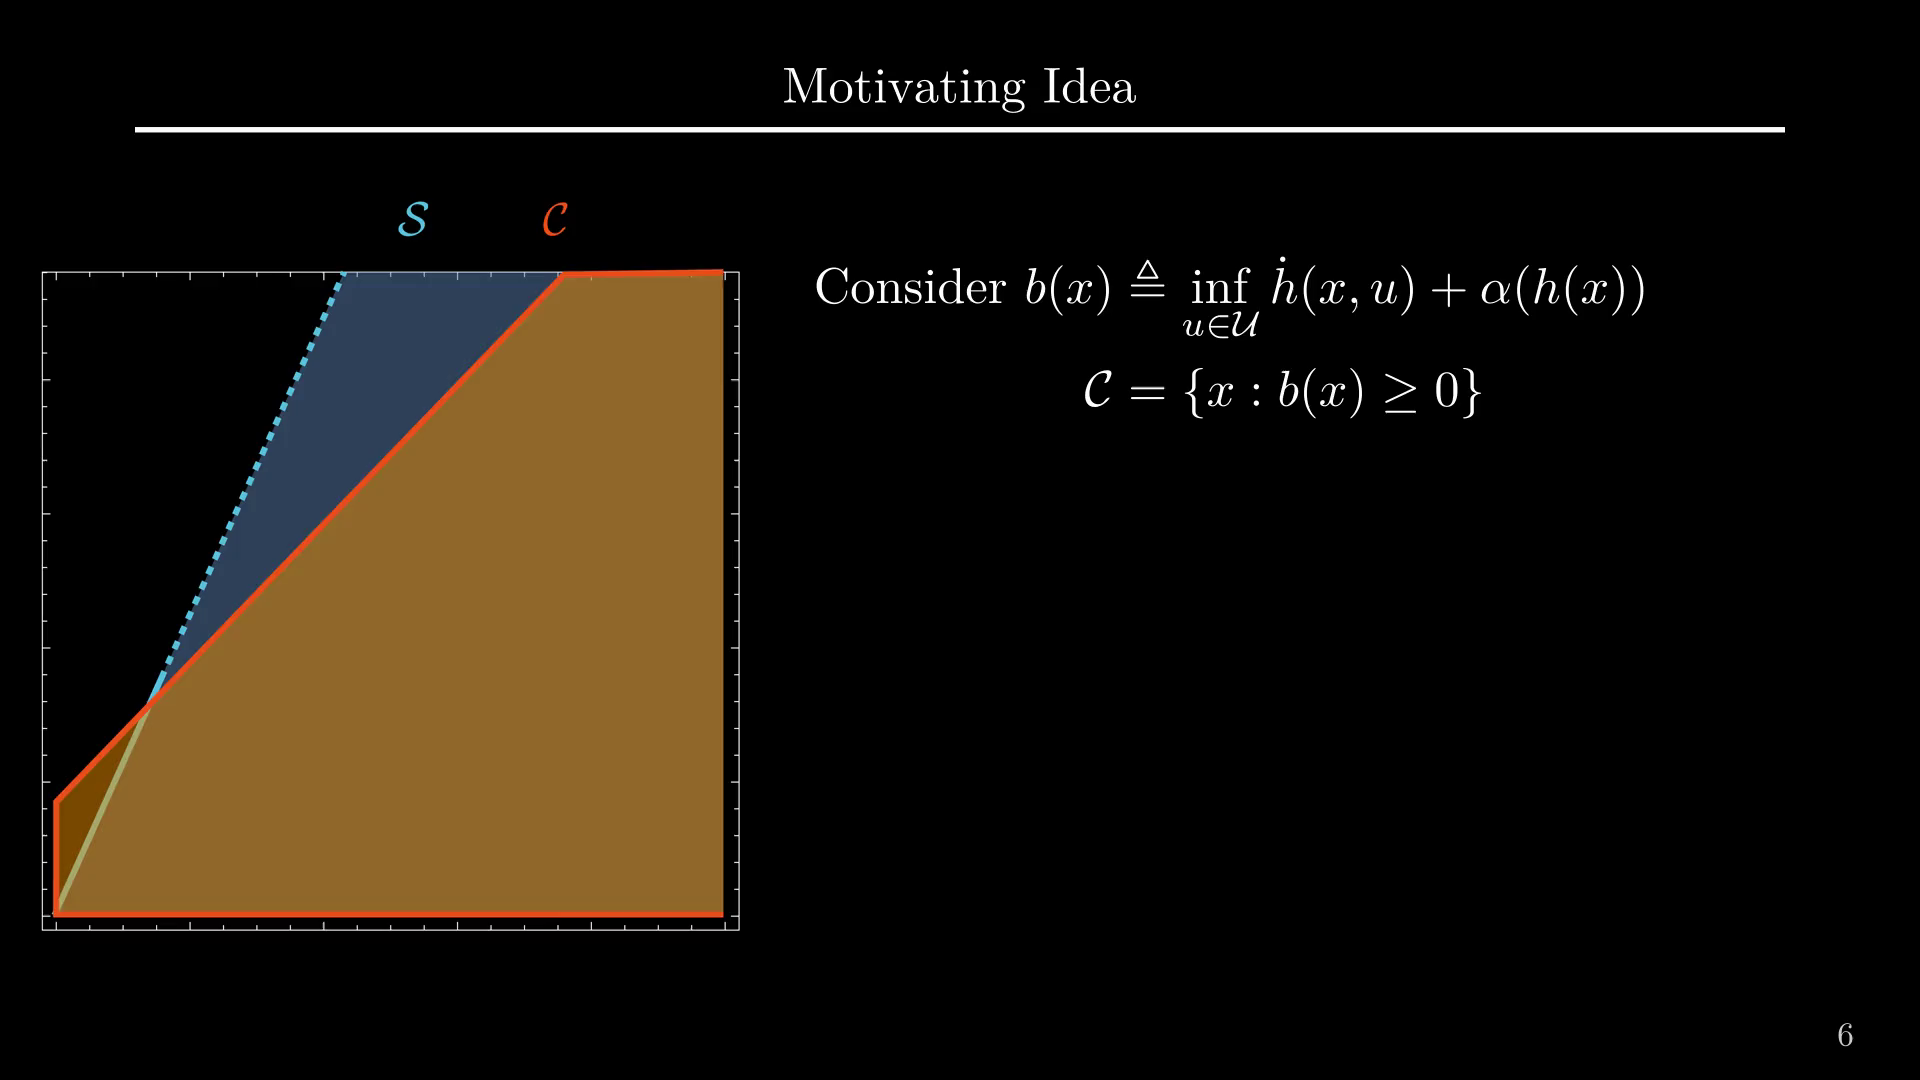 Motivating Idea
𝒮 𝒞
Consider b(x) ≜ inf_{u∈𝒰} ḣ(x, u) + α(h(x))
𝒞 = {x : b(x) ≥ 0}
6